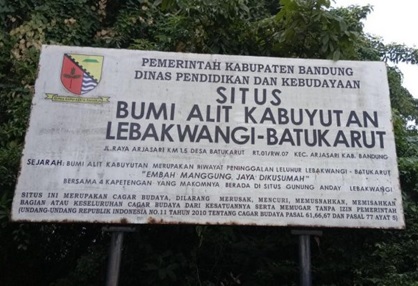 PEMERINTAH KABUPATEN BANDUNG
DINAS PENDIDIKAN DAN KEBUDAYAAN
SITUS
BUMI ALIT KABUYUTAN
LEBAKWANGI-BATUKARUT
JL.RAYA ARJASARI KM 1,5 DESA BATUKARUT RT.01/RW.07 KEC. ARJASARI KAB. BANDUNG
SEJARAH: BUMI ALIT KABUYUTAN MERUPAKAN RIWAYAT PENINGGALAN LELUHUR LEBAKWANGI - BATUKARUT
"EMBAH MANGGUNG JAYA DIKUSUMAH"
BERSAMA 4 KAPETENGAN YANG MAKOMNYA BERADA DI SITUS GUNUNG ANDAY LEBAKWANGI
SITUS INI MERUPAKAN CAGAR BUDAYA, DILARANG MERUSAK, MENCURI, MEMUSNAHKAN, MEMISAHKAN
BAGIAN ATAU KESELURUHAN CAGAR BUDAYA DARI KESATUANNYA SERTA MEMUGAR TANPA IZIN PEMERINTAH
(UNDANG-UNDANG REPUBLIK INDONESIA NO.11 TAHUN 2010 TENTANG CAGAR BUDAYA PASAL 61,66,67 DAN PASAL 77 AYAT 5)